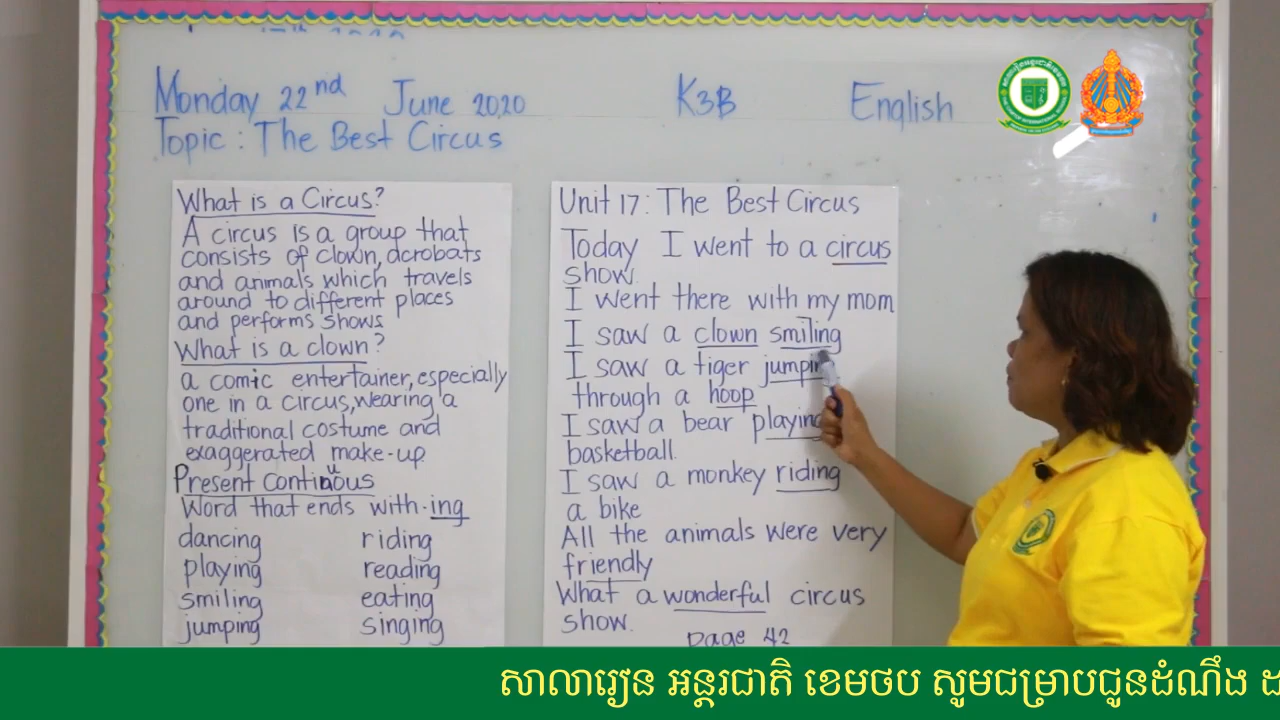 Monday 22nd June 2020 K3B English
Topic : The Best Circus
What is a Circus?
A circus is a group that
consists of clown, acrobats
and animals which travels
around to different places
and performs shows
What is a clown?
a comic entertainer, especially
one in a circus, wearing a
traditional costume and
exaggerated make-up
Present Continuous
Word that ends with -ing
dancing riding
playing reading
smiling eating
jumping singing
Unit 17 : The Best Circus
Today I went to a circus
show.
I went there with my mom
I saw a clown smiling
I saw a tiger jumping
through a hoop
I saw a bear playing
basketball.
I saw a monkey riding
a bike
All the animals were very
friendly
What a wonderful circus
show.
page 42
សាលារៀន អន្តរជាតិ ខេមថប សូមជម្រាបជូនដំណឹង ដ